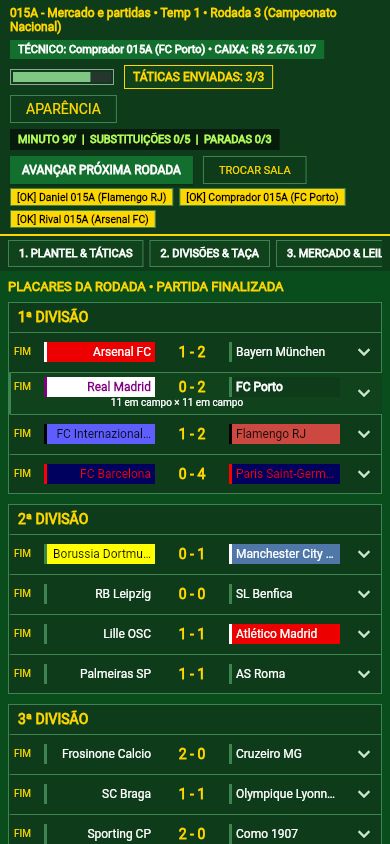 015A - Mercado e partidas • Temp 1 • Rodada 3 (Campeonato
Nacional)
TÉCNICO: Comprador 015A (FC Porto) • CAIXA: R$ 2.676.107
TÁTICAS ENVIADAS: 3/3
APARÊNCIA
MINUTO 90' | SUBSTITUIÇÕES 0/5 | PARADAS 0/3
AVANÇAR PRÓXIMA RODADA
TROCAR SALA
[OK] Daniel 015A (Flamengo RJ)
[OK] Comprador 015A (FC Porto)
[OK] Rival 015A (Arsenal FC)
1. PLANTEL & TÁTICAS
2. DIVISÕES & TAÇA
3. MERCADO & LEIL
PLACARES DA RODADA • PARTIDA FINALIZADA
1ª DIVISÃO
FIM Arsenal FC 1 - 2 Bayern München
FIM Real Madrid 0 - 2 FC Porto
11 em campo × 11 em campo
FIM FC Internazional... 1 - 2 Flamengo RJ
FIM FC Barcelona 0 - 4 Paris Saint-Germ...
2ª DIVISÃO
FIM Borussia Dortmu... 0 - 1 Manchester City ...
FIM RB Leipzig 0 - 0 SL Benfica
FIM Lille OSC 1 - 1 Atlético Madrid
FIM Palmeiras SP 1 - 1 AS Roma
3ª DIVISÃO
FIM Frosinone Calcio 2 - 0 Cruzeiro MG
FIM SC Braga 1 - 1 Olympique Lyonn...
FIM Sporting CP 2 - 0 Como 1907